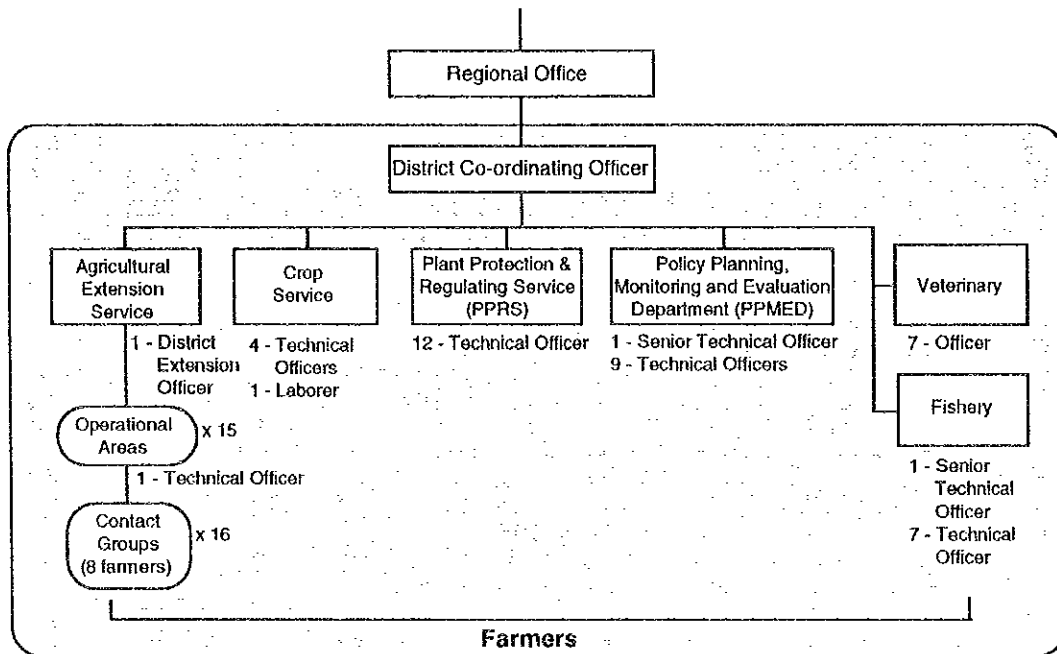 Regional Office
District Co-ordinating Officer
Agricultural
Extension
Service
1 - District
Extension
Officer
Operational
Areas
x 15
1 - Technical Officer
Contact
Groups
(8 farmers)
x 16
Crop
Service
4 - Technical
Officers
1 - Laborer
Plant Protection &
Regulating Service
(PPRS)
12 - Technical Officer
Policy Planning,
Monitoring and Evaluation
Department (PPMED)
1 - Senior Technical Officer
9 - Technical Officers
Veterinary
7 - Officer
Fishery
1 - Senior
Technical
Officer
7 - Technical
Officer
Farmers